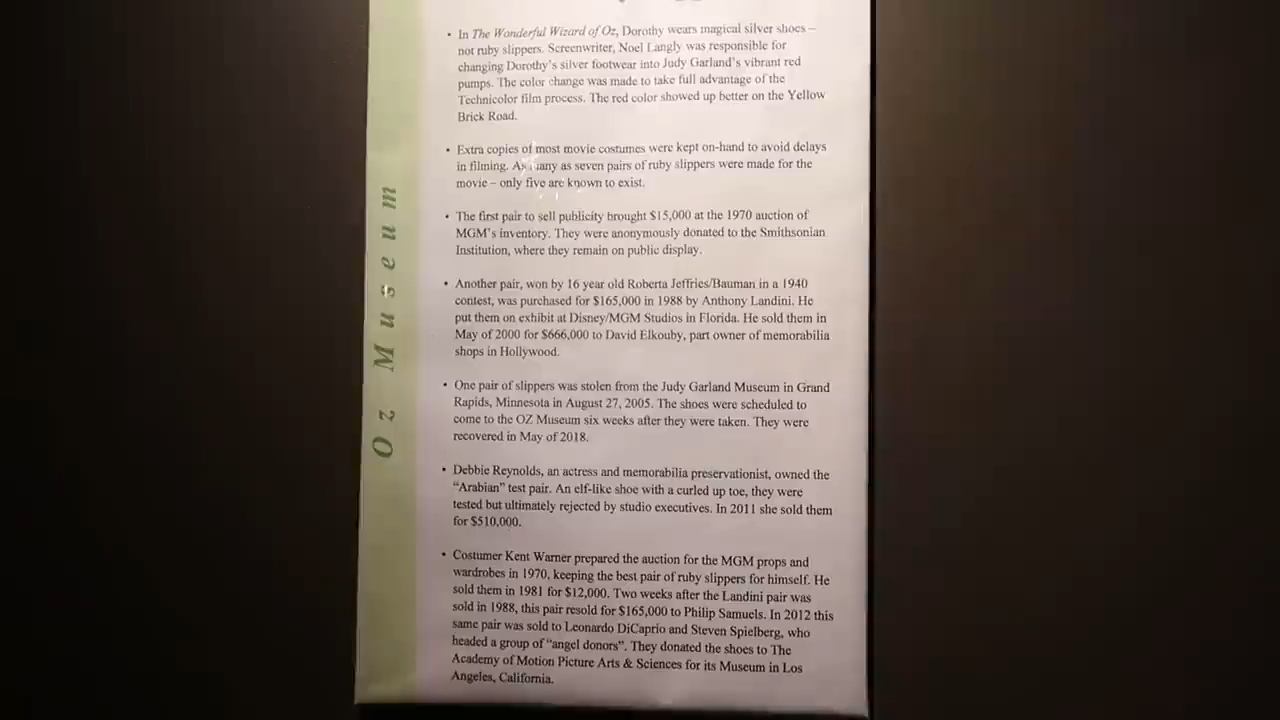 • In The Wonderful Wizard of Oz, Dorothy wears magical silver shoes –
not ruby slippers. Screenwriter, Noel Langly was responsible for
changing Dorothy's silver footwear into Judy Garland's vibrant red
pumps. The color change was made to take full advantage of the
Technicolor film process. The red color showed up better on the Yellow
Brick Road.
• Extra copies of most movie costumes were kept on-hand to avoid delays
in filming. As many as seven pairs of ruby slippers were made for the
movie – only five are known to exist.
• The first pair to sell publicity brought $15,000 at the 1970 auction of
MGM's inventory. They were anonymously donated to the Smithsonian
Institution, where they remain on public display.
• Another pair, won by 16 year old Roberta Jeffries/Bauman in a 1940
contest, was purchased for $165,000 in 1988 by Anthony Landini. He
put them on exhibit at Disney/MGM Studios in Florida. He sold them in
May of 2000 for $666,000 to David Elkouby, part owner of memorabilia
shops in Hollywood.
• One pair of slippers was stolen from the Judy Garland Museum in Grand
Rapids, Minnesota in August 27, 2005. The shoes were scheduled to
come to the OZ Museum six weeks after they were taken. They were
recovered in May of 2018.
• Debbie Reynolds, an actress and memorabilia preservationist, owned the
“Arabian” test pair. An elf-like shoe with a curled up toe, they were
tested but ultimately rejected by studio executives. In 2011 she sold them
for $510,000.
• Costumer Kent Warner prepared the auction for the MGM props and
wardrobes in 1970, keeping the best pair of ruby slippers for himself. He
sold them in 1981 for $12,000. Two weeks after the Landini pair was
sold in 1988, this pair resold for $165,000 to Philip Samuels. In 2012 this
same pair was sold to Leonardo DiCaprio and Steven Spielberg, who
headed a group of “angel donors”. They donated the shoes to The
Academy of Motion Picture Arts & Sciences for its Museum in Los
Angeles, California.
Oz Museum